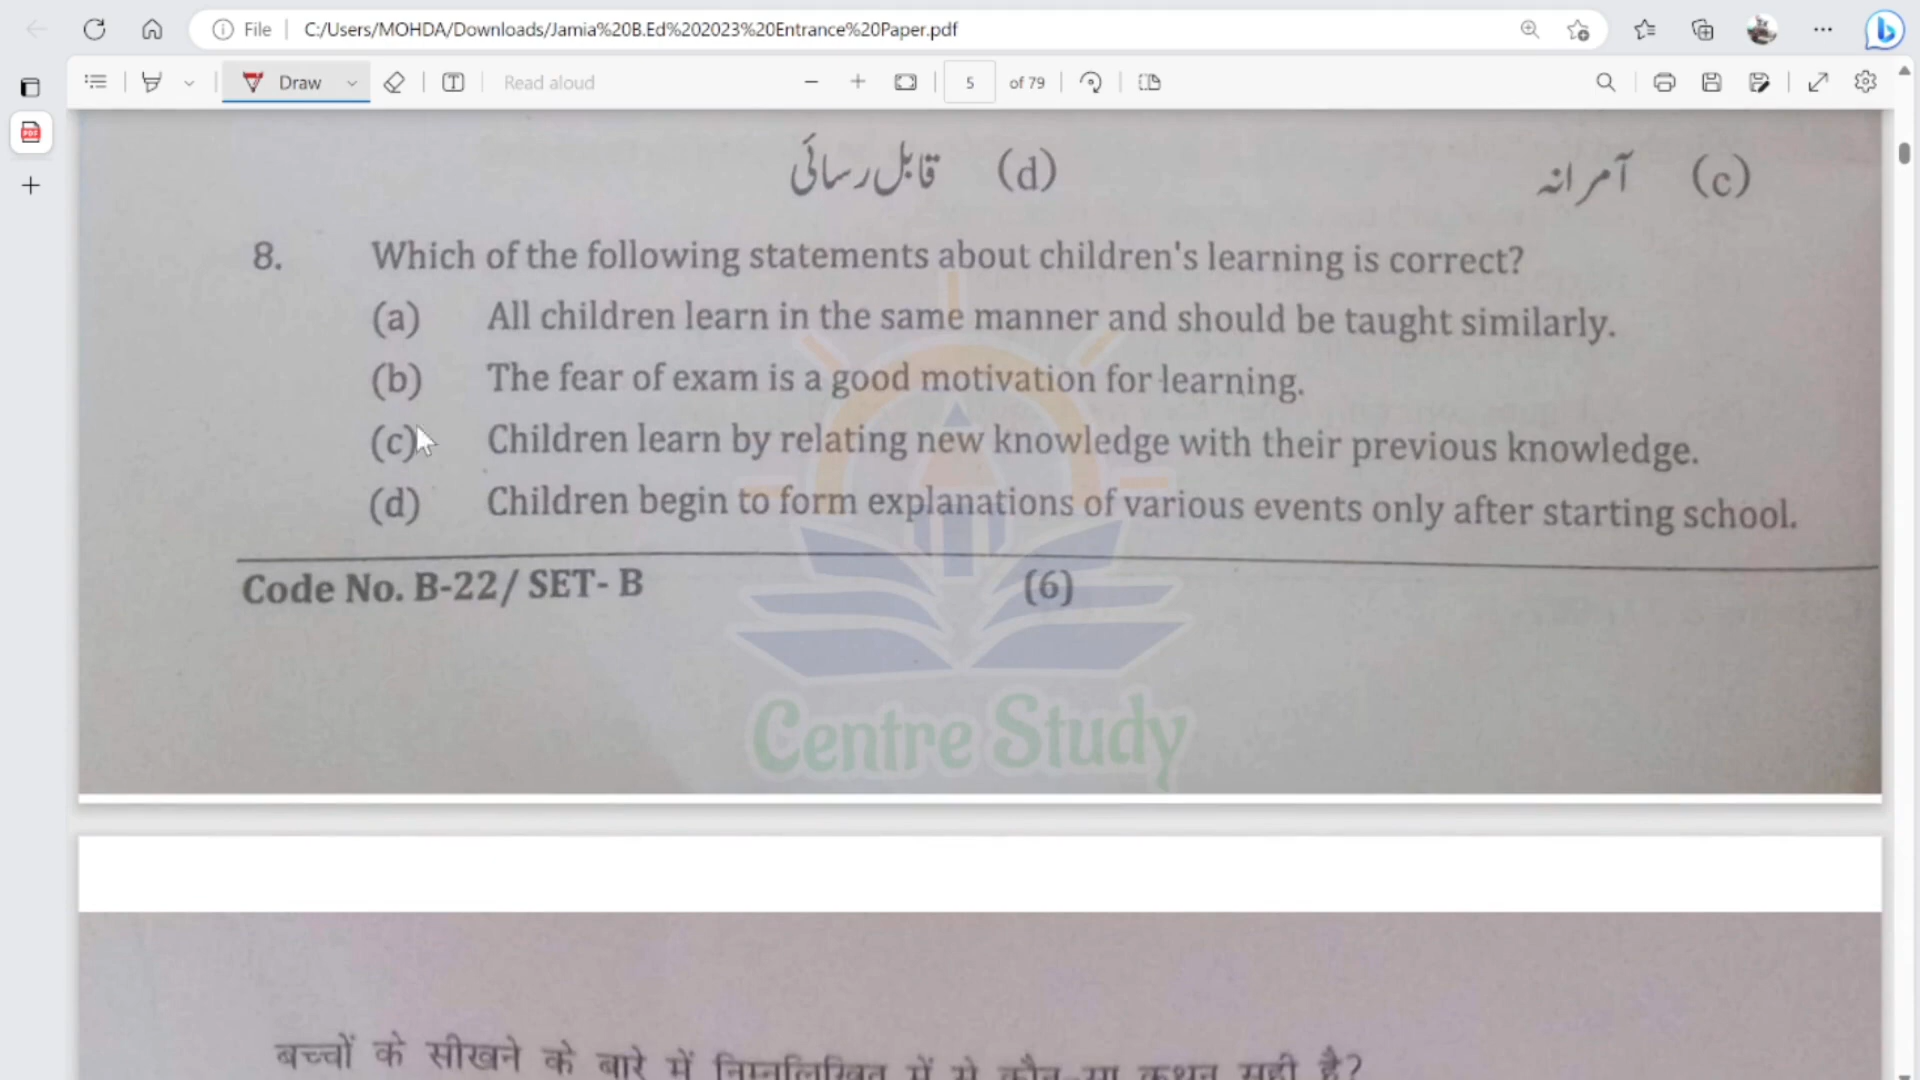 File
C:/Users/MOHDA/Downloads/Jamia%20B.Ed%202023%20Entrance%20Paper.pdf
Draw
Read aloud
5 of 79
(c) آمرانہ (d) قابل رسائی
8. Which of the following statements about children's learning is correct?
(a) All children learn in the same manner and should be taught similarly.
(b) The fear of exam is a good motivation for learning.
(c) Children learn by relating new knowledge with their previous knowledge.
(d) Children begin to form explanations of various events only after starting school.
Code No. B-22/ SET- B (6)
Centre Study
बच्चों के सीखने के बारे में निम्नलिखित में से कौन-सा कथन सही है?